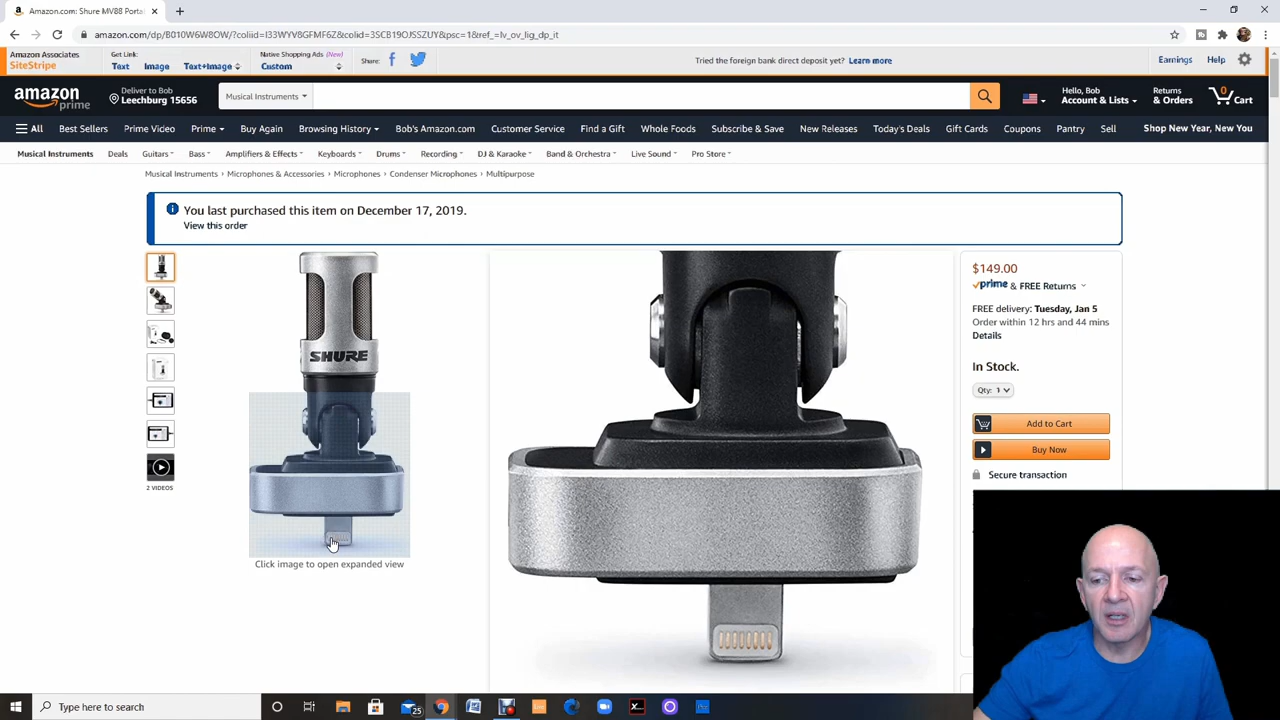 Amazon.com: Shure MV88 Porta
amazon.com/dp/B010W6W8OW/?coliid=I33WYV8GFMF6Z&colid=3SCB19OJSSZUY&psc=1&ref_=lv_ov_lig_dp_it
Amazon Associates
SiteStripe
Get Link:
Text Image Text+Image
Native Shopping Ads (New)
Custom
Share:
Tried the foreign bank direct deposit yet? Learn more
Earnings Help
amazon prime
Deliver to Bob
Leechburg 15656
Musical Instruments
Hello, Bob
Account & Lists
Returns
& Orders
0
Cart
All Best Sellers Prime Video Prime Buy Again Browsing History Bob's Amazon.com Customer Service Find a Gift Whole Foods Subscribe & Save New Releases Today's Deals Gift Cards Coupons Pantry Sell Shop New Year, New You
Musical Instruments Deals Guitars Bass Amplifiers & Effects Keyboards Drums Recording DJ & Karaoke Band & Orchestra Live Sound Pro Store
Musical Instruments › Microphones & Accessories › Microphones › Condenser Microphones › Multipurpose
You last purchased this item on December 17, 2019.
View this order
SHURE
2 VIDEOS
Click image to open expanded view
$149.00
prime & FREE Returns
FREE delivery: Tuesday, Jan 5
Order within 12 hrs and 44 mins
Details
In Stock.
Qty: 1
Add to Cart
Buy Now
Secure transaction
Type here to search
25